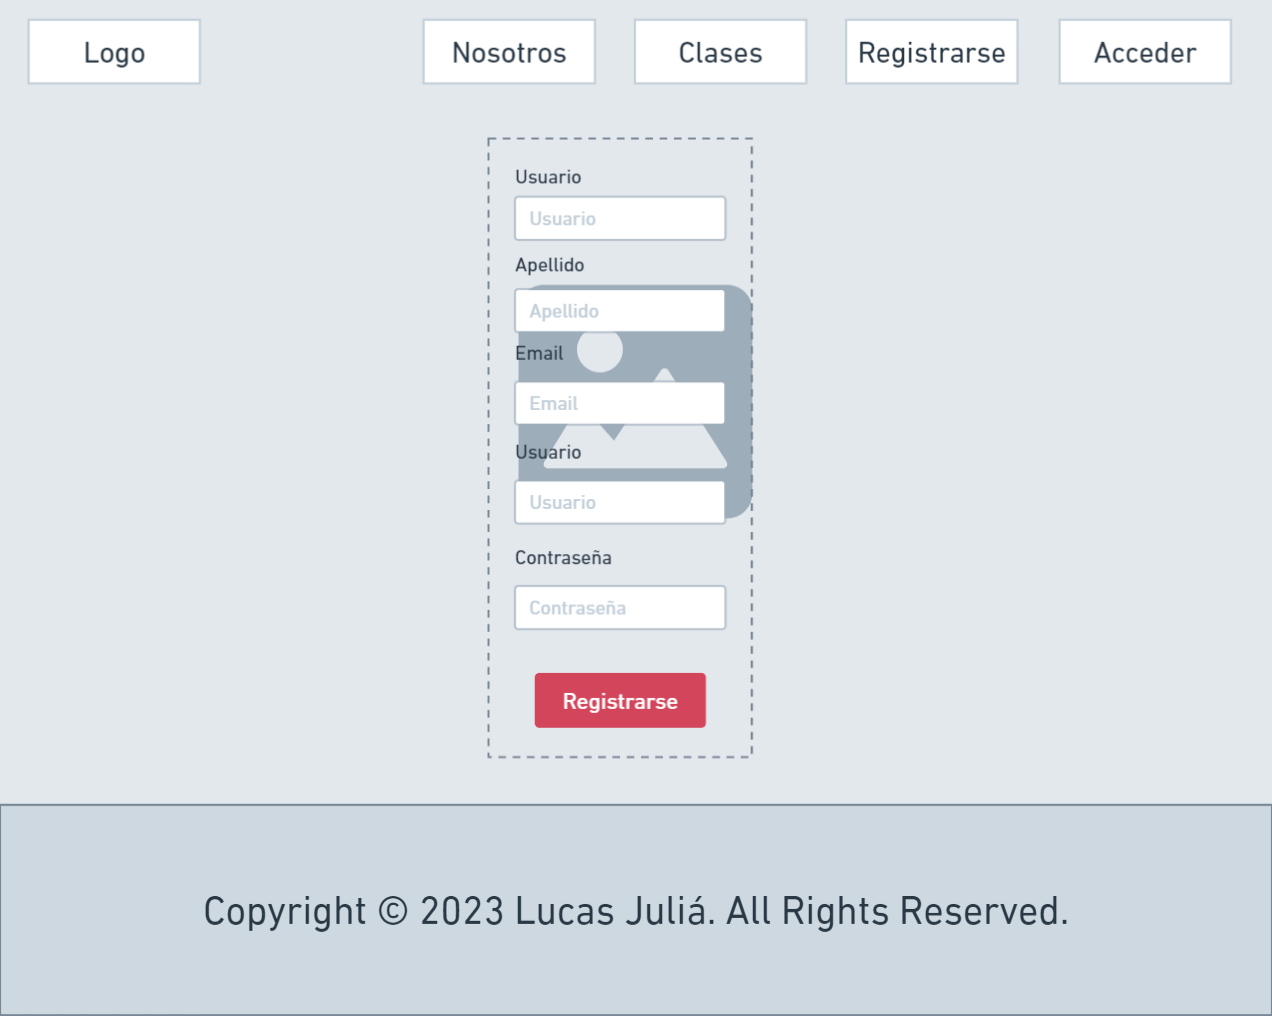 Logo
Nosotros
Clases
Registrarse
Acceder
Usuario
Usuario
Apellido
Apellido
Email
Email
Usuario
Usuario
Contraseña
Contraseña
Registrarse
Copyright © 2023 Lucas Juliá. All Rights Reserved.